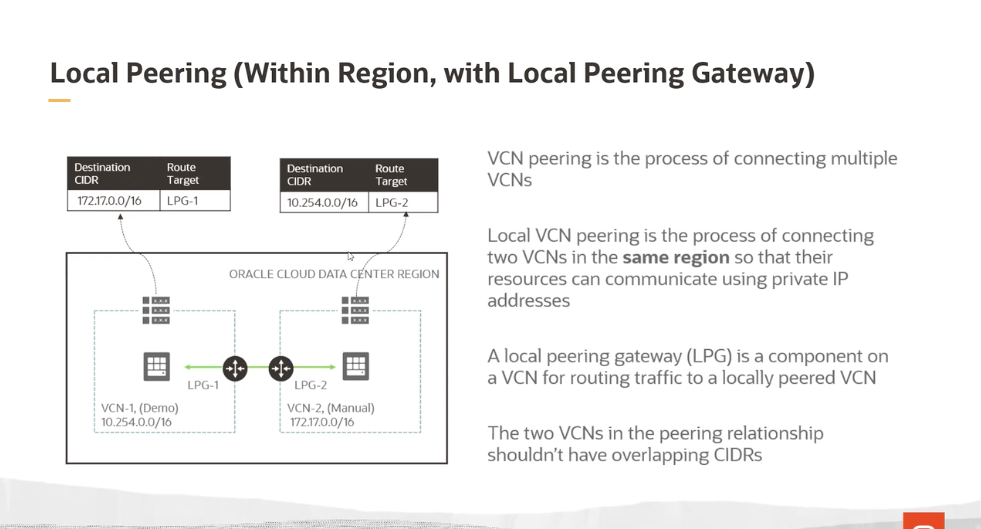 Local Peering (Within Region, with Local Peering Gateway)
Destination CIDR
Route Target
172.17.0.0/16
LPG-1
Destination CIDR
Route Target
10.254.0.0/16
LPG-2
ORACLE CLOUD DATA CENTER REGION
LPG-1
LPG-2
VCN-1, (Demo)
10.254.0.0/16
VCN-2, (Manual)
172.17.0.0/16
VCN peering is the process of connecting multiple
VCNs
Local VCN peering is the process of connecting
two VCNs in the same region so that their
resources can communicate using private IP
addresses
A local peering gateway (LPG) is a component on
a VCN for routing traffic to a locally peered VCN
The two VCNs in the peering relationship
shouldn't have overlapping CIDRs